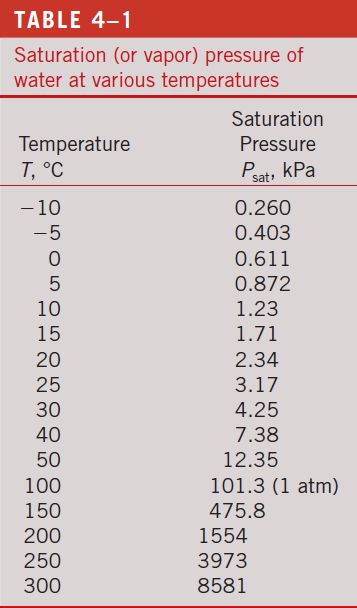 TABLE 4–1
Saturation (or vapor) pressure of
water at various temperatures
Saturation
Temperature Pressure
T, °C Psat, kPa
−10 0.260
−5 0.403
0 0.611
5 0.872
10 1.23
15 1.71
20 2.34
25 3.17
30 4.25
40 7.38
50 12.35
100 101.3 (1 atm)
150 475.8
200 1554
250 3973
300 8581